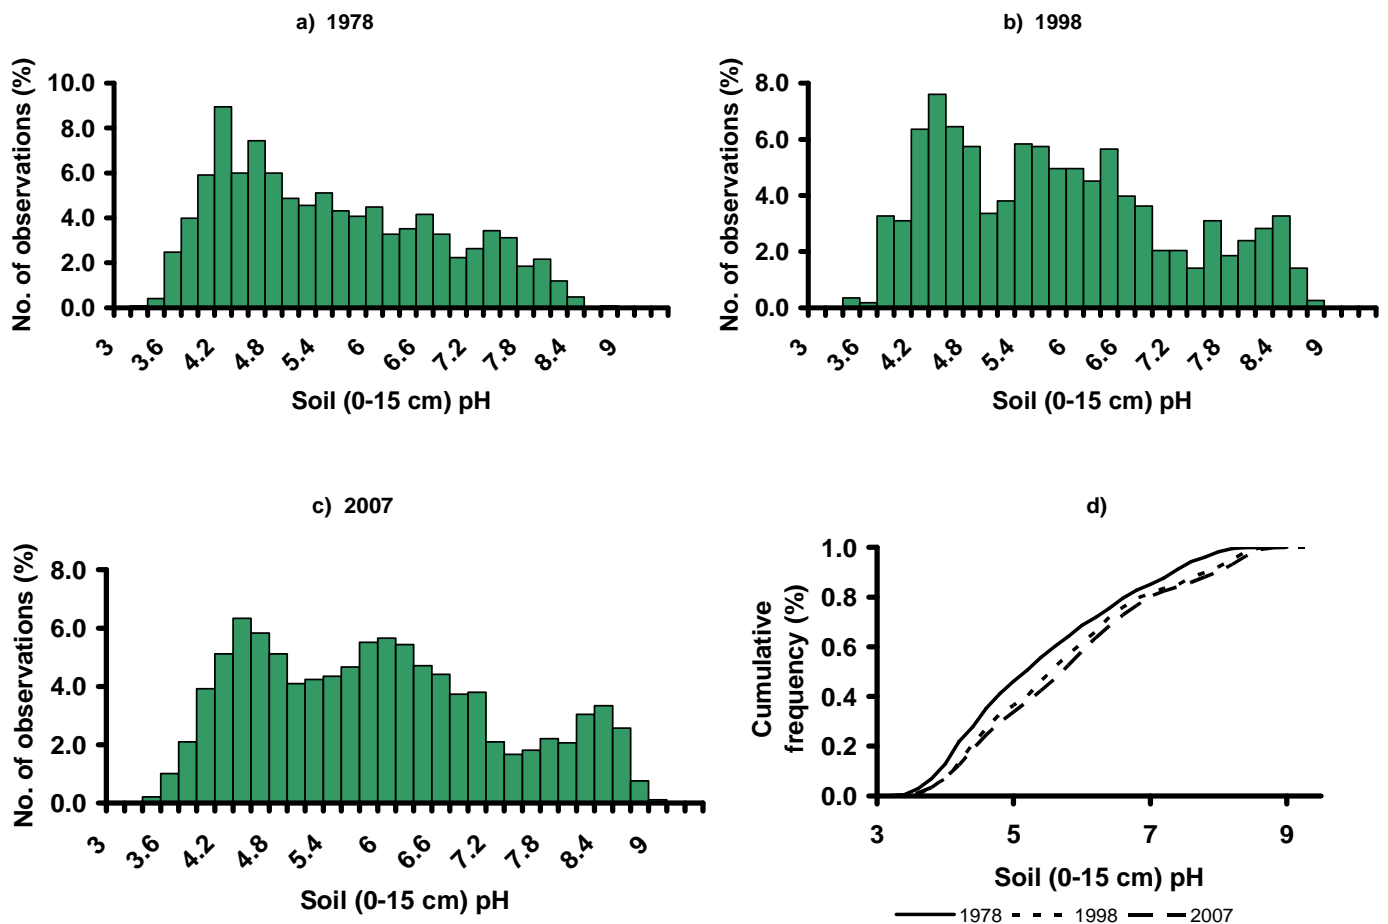 a) 1978
No. of observations (%)
10.0
8.0
6.0
4.0
2.0
0.0
3 3.6 4.2 4.8 5.4 6 6.6 7.2 7.8 8.4 9
Soil (0-15 cm) pH
b) 1998
No. of observations (%)
8.0
6.0
4.0
2.0
0.0
3 3.6 4.2 4.8 5.4 6 6.6 7.2 7.8 8.4 9
Soil (0-15 cm) pH
c) 2007
No. of observations (%)
8.0
6.0
4.0
2.0
0.0
3 3.6 4.2 4.8 5.4 6 6.6 7.2 7.8 8.4 9
Soil (0-15 cm) pH
d)
Cumulative
frequency (%)
1.0
0.8
0.6
0.4
0.2
0.0
3 5 7 9
Soil (0-15 cm) pH
1978 1998 2007